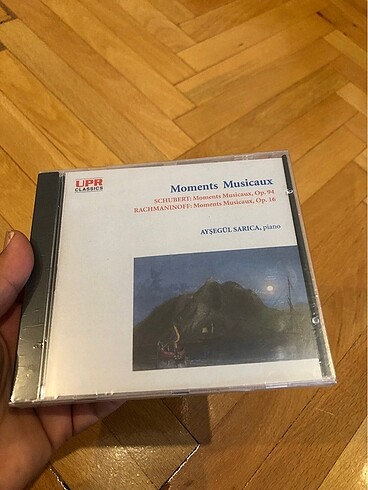 UPR
CLASSICS
Moments Musicaux
SCHUBERT: Moments Musicaux, Op. 94
RACHMANINOFF: Moments Musicaux, Op. 16
AYŞEGÜL SARICA, piano